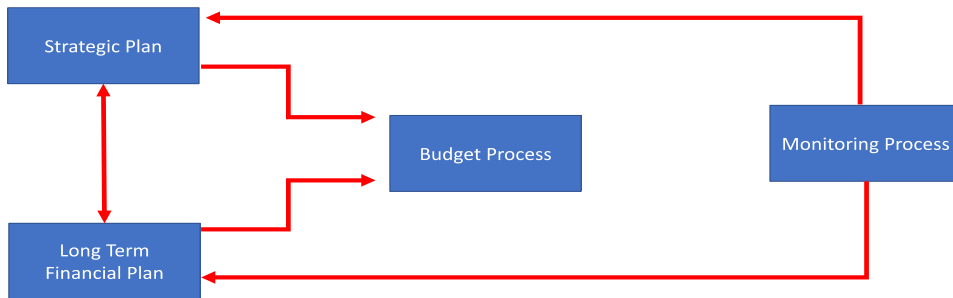 Strategic Plan
Budget Process
Monitoring Process
Long Term
Financial Plan